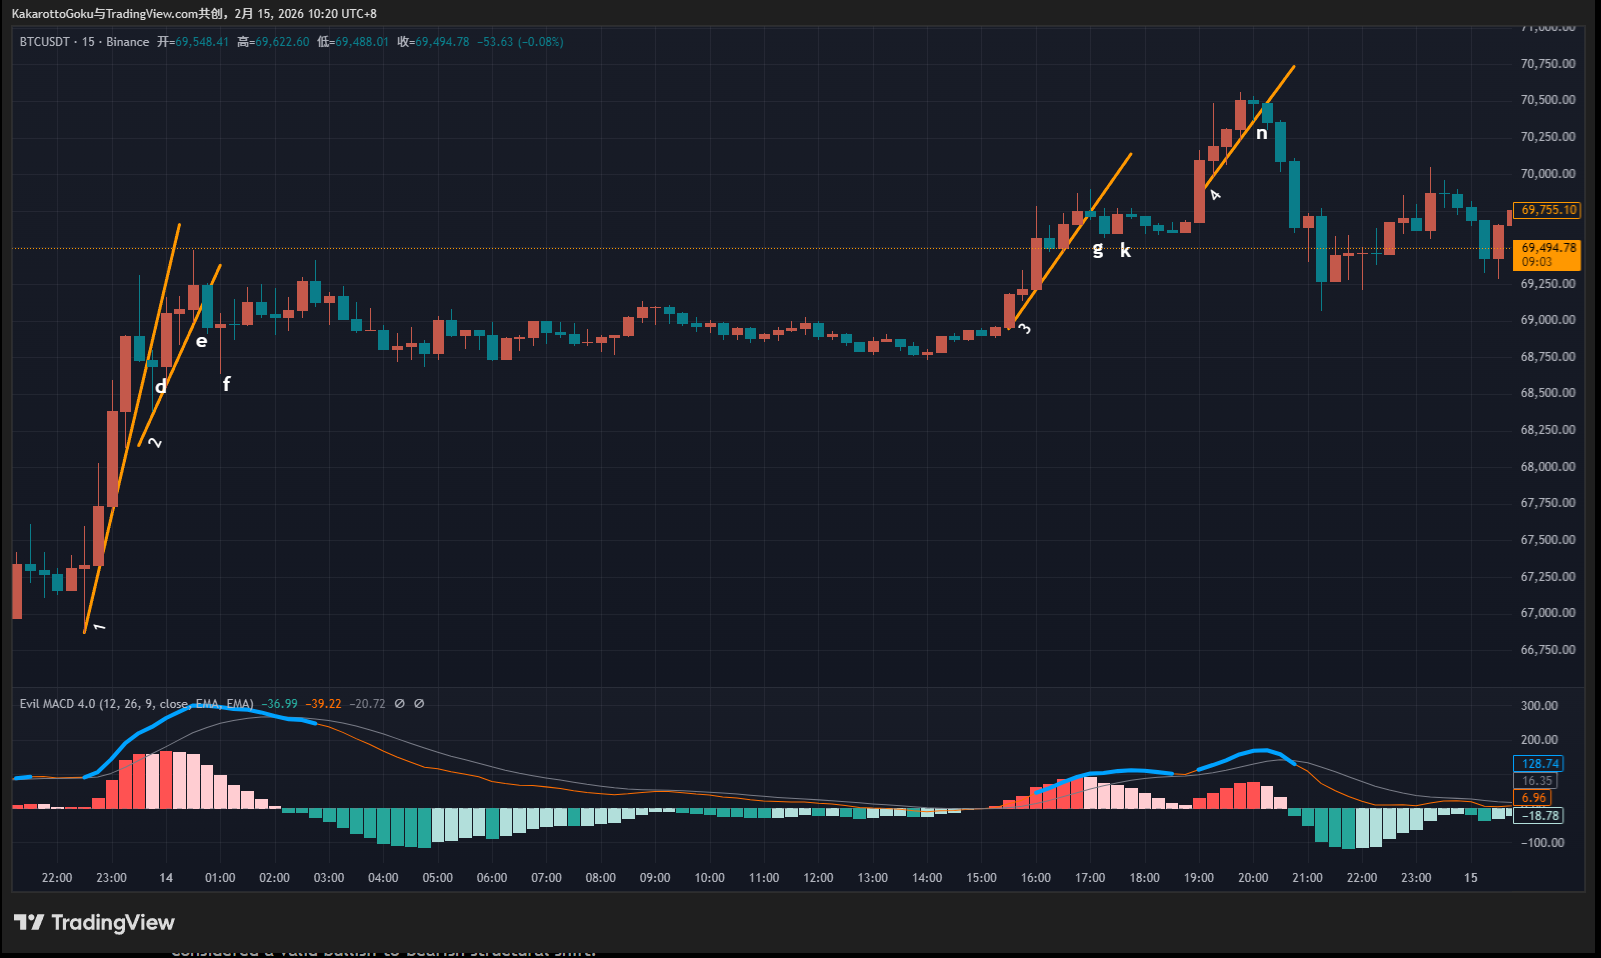 KakarottoGoku与TradingView.com共创，2月 15, 2026 10:20 UTC+8
BTCUSDT · 15 · Binance 开=69,548.41 高=69,622.60 低=69,488.01 收=69,494.78 −53.63 (−0.08%)
71,000.00
70,750.00
70,500.00
70,250.00
70,000.00
69,755.10
69,494.78
09:03
69,250.00
69,000.00
68,750.00
68,500.00
68,250.00
68,000.00
67,750.00
67,500.00
67,250.00
67,000.00
66,750.00
1
2
d
e
f
3
g k
4
n
Evil MACD 4.0 (12, 26, 9, close, EMA, EMA) −36.99 −39.22 −20.72 ∅ ∅
300.00
200.00
128.74
16.35
6.96
−18.78
−100.00
22:00 23:00 14 01:00 02:00 03:00 04:00 05:00 06:00 07:00 08:00 09:00 10:00 11:00 12:00 13:00 14:00 15:00 16:00 17:00 18:00 19:00 20:00 21:00 22:00 23:00 15
TradingView
considered a valid bullish-to-bearish structural shift.